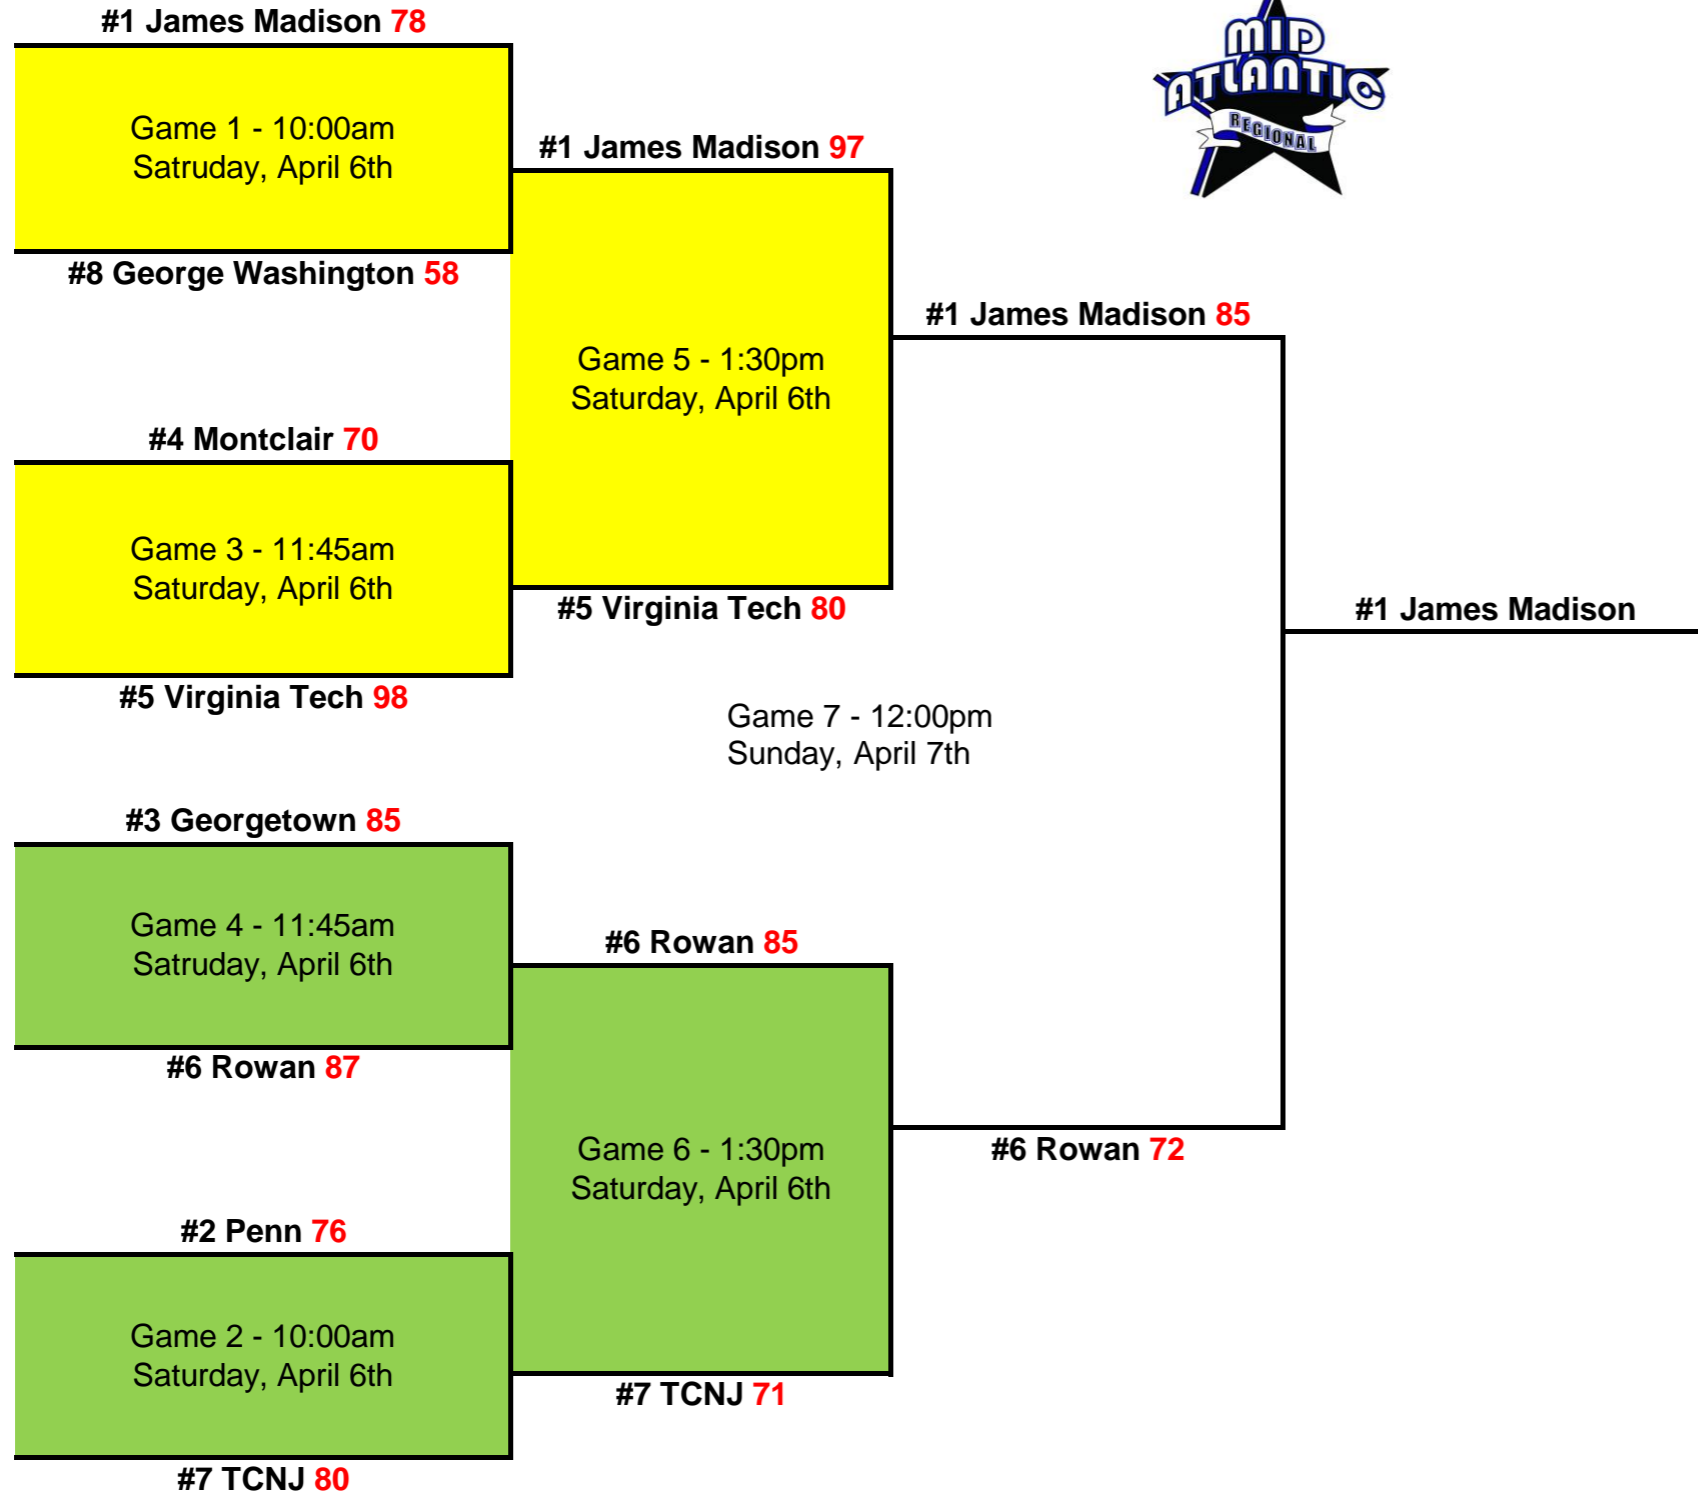 #1 James Madison 78
MID
ATLANTIC
REGIONAL
Game 1 - 10:00am
Satruday, April 6th
#1 James Madison 97
#8 George Washington 58
#1 James Madison 85
Game 5 - 1:30pm
Saturday, April 6th
#4 Montclair 70
Game 3 - 11:45am
Saturday, April 6th
#5 Virginia Tech 80
#1 James Madison
#5 Virginia Tech 98
Game 7 - 12:00pm
Sunday, April 7th
#3 Georgetown 85
Game 4 - 11:45am
Satruday, April 6th
#6 Rowan 85
#6 Rowan 87
Game 6 - 1:30pm
Saturday, April 6th
#6 Rowan 72
#2 Penn 76
Game 2 - 10:00am
Saturday, April 6th
#7 TCNJ 71
#7 TCNJ 80